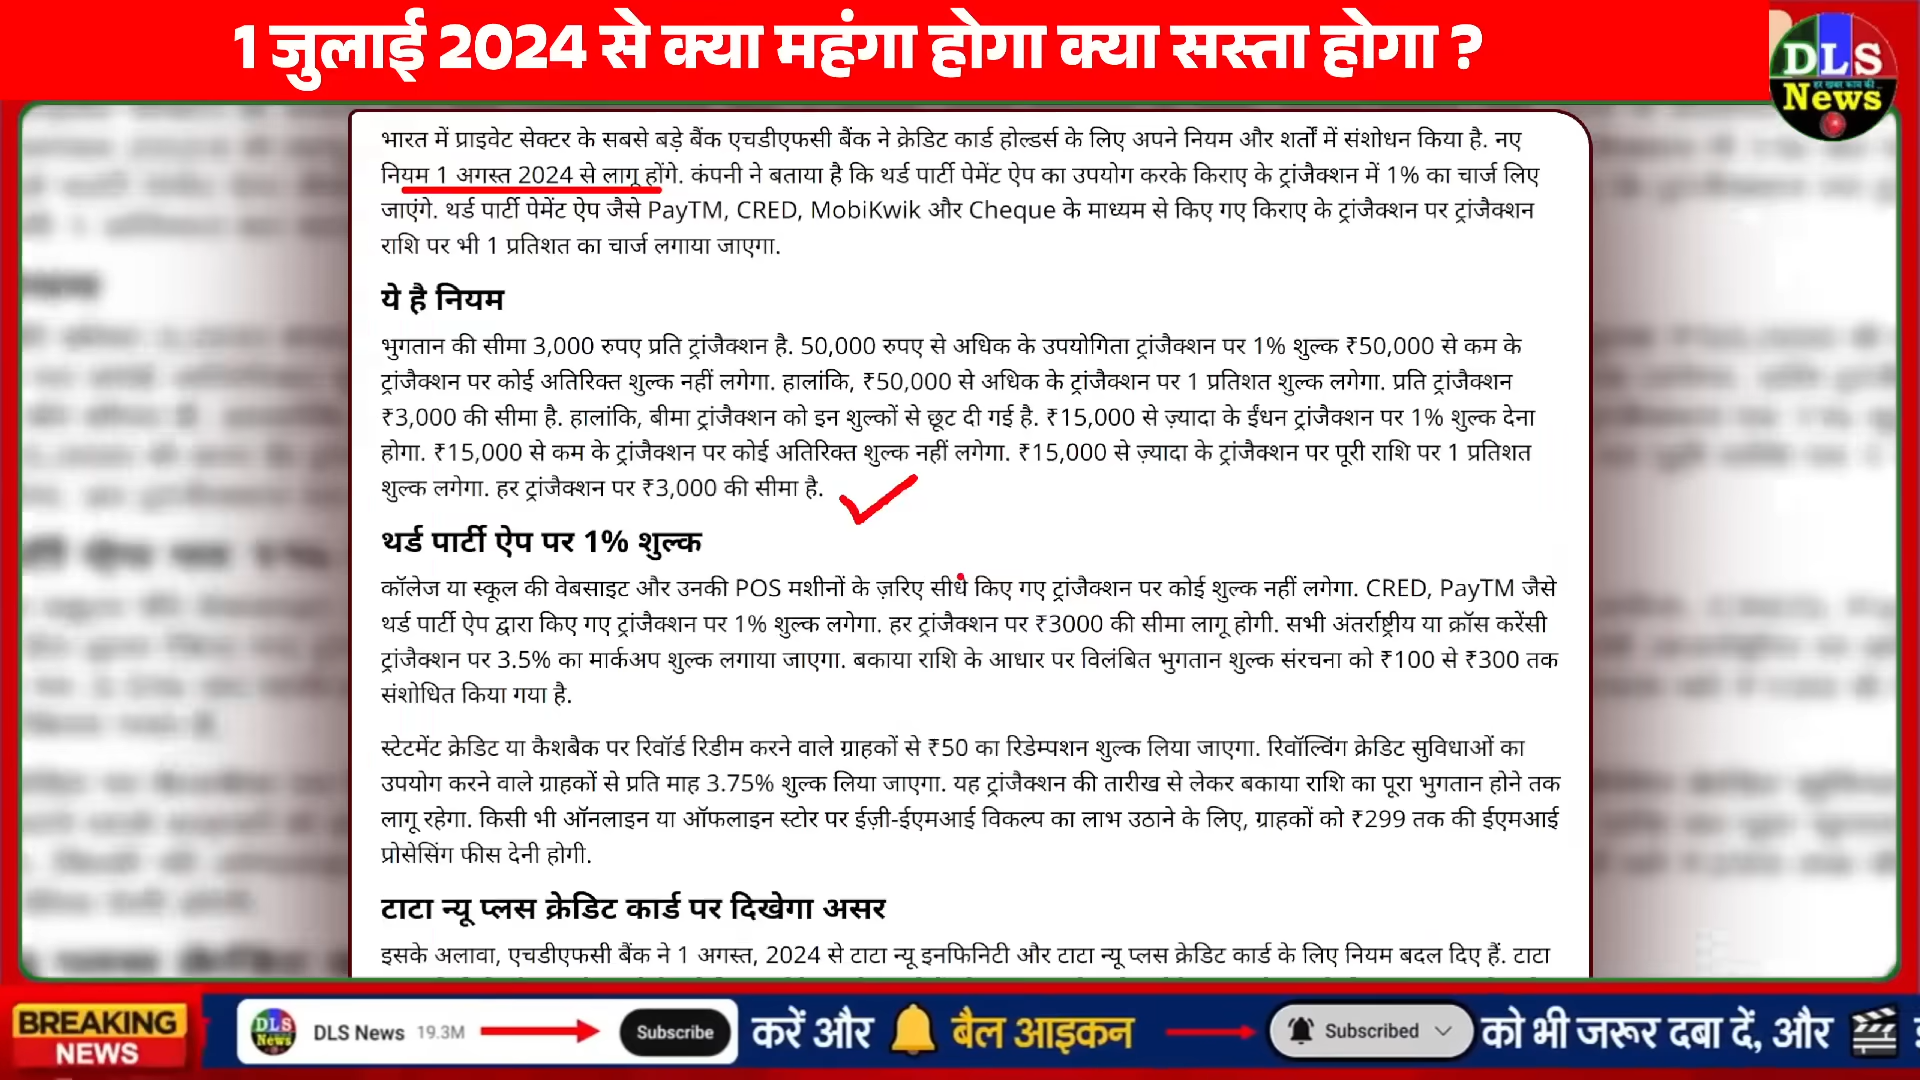 1 जुलाई 2024 से क्या महंगा होगा क्या सस्ता होगा ?
DLS
हर खबर काम की
News
भारत में प्राइवेट सेक्टर के सबसे बड़े बैंक एचडीएफसी बैंक ने क्रेडिट कार्ड होल्डर्स के लिए अपने नियम और शर्तों में संशोधन किया है. नए
नियम 1 अगस्त 2024 से लागू होंगे. कंपनी ने बताया है कि थर्ड पार्टी पेमेंट ऐप का उपयोग करके किराए के ट्रांजैक्शन में 1% का चार्ज लिए
जाएंगे. थर्ड पार्टी पेमेंट ऐप जैसे PayTM, CRED, MobiKwik और Cheque के माध्यम से किए गए किराए के ट्रांजैक्शन पर ट्रांजैक्शन
राशि पर भी 1 प्रतिशत का चार्ज लगाया जाएगा.
ये है नियम
भुगतान की सीमा 3,000 रुपए प्रति ट्रांजैक्शन है. 50,000 रुपए से अधिक के उपयोगिता ट्रांजैक्शन पर 1% शुल्क ₹50,000 से कम के
ट्रांजैक्शन पर कोई अतिरिक्त शुल्क नहीं लगेगा. हालांकि, ₹50,000 से अधिक के ट्रांजैक्शन पर 1 प्रतिशत शुल्क लगेगा. प्रति ट्रांजैक्शन
₹3,000 की सीमा है. हालांकि, बीमा ट्रांजैक्शन को इन शुल्कों से छूट दी गई है. ₹15,000 से ज़्यादा के ईंधन ट्रांजैक्शन पर 1% शुल्क देना
होगा. ₹15,000 से कम के ट्रांजैक्शन पर कोई अतिरिक्त शुल्क नहीं लगेगा. ₹15,000 से ज़्यादा के ट्रांजैक्शन पर पूरी राशि पर 1 प्रतिशत
शुल्क लगेगा. हर ट्रांजैक्शन पर ₹3,000 की सीमा है.
थर्ड पार्टी ऐप पर 1% शुल्क
कॉलेज या स्कूल की वेबसाइट और उनकी POS मशीनों के ज़रिए सीधे किए गए ट्रांजैक्शन पर कोई शुल्क नहीं लगेगा. CRED, PayTM जैसे
थर्ड पार्टी ऐप द्वारा किए गए ट्रांजैक्शन पर 1% शुल्क लगेगा. हर ट्रांजैक्शन पर ₹3000 की सीमा लागू होगी. सभी अंतर्राष्ट्रीय या क्रॉस करेंसी
ट्रांजैक्शन पर 3.5% का मार्कअप शुल्क लगाया जाएगा. बकाया राशि के आधार पर विलंबित भुगतान शुल्क संरचना को ₹100 से ₹300 तक
संशोधित किया गया है.
स्टेटमेंट क्रेडिट या कैशबैक पर रिवॉर्ड रिडीम करने वाले ग्राहकों से ₹50 का रिडेम्पशन शुल्क लिया जाएगा. रिवॉल्विंग क्रेडिट सुविधाओं का
उपयोग करने वाले ग्राहकों से प्रति माह 3.75% शुल्क लिया जाएगा. यह ट्रांजैक्शन की तारीख से लेकर बकाया राशि का पूरा भुगतान होने तक
लागू रहेगा. किसी भी ऑनलाइन या ऑफलाइन स्टोर पर ईज़ी-ईएमआई विकल्प का लाभ उठाने के लिए, ग्राहकों को ₹299 तक की ईएमआई
प्रोसेसिंग फीस देनी होगी.
टाटा न्यू प्लस क्रेडिट कार्ड पर दिखेगा असर
इसके अलावा, एचडीएफसी बैंक ने 1 अगस्त, 2024 से टाटा न्यू इनफिनिटी और टाटा न्यू प्लस क्रेडिट कार्ड के लिए नियम बदल दिए हैं. टाटा
BREAKING NEWS
DLS News DLS News 19.3M Subscribe करें और बैल आइकन Subscribed को भी जरूर दबा दें, और